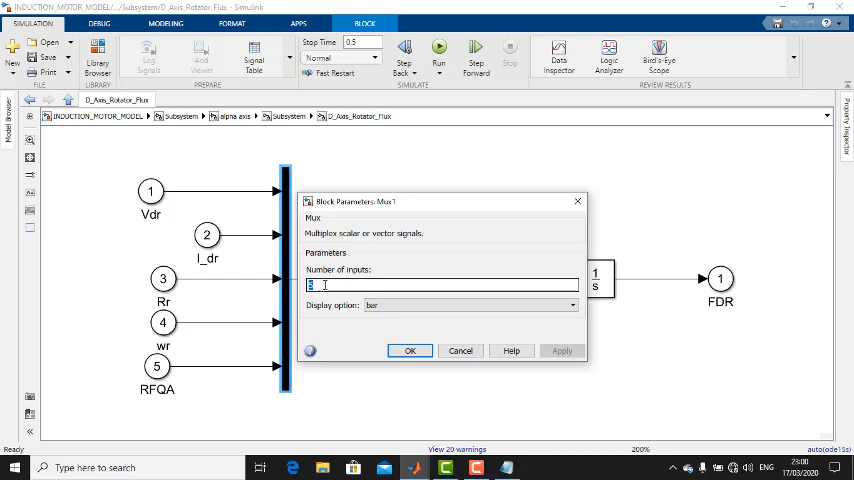 INDUCTION_MOTOR_MODEL/.../Subsystem/D_Axis_Rotator_Flux - Simulink
SIMULATION DEBUG MODELING FORMAT APPS BLOCK
New
Open
Save
Print
FILE
Library
Browser
LIBRARY
Log
Signals
Add
Viewer
Signal
Table
PREPARE
Stop Time 0.5
Normal
Fast Restart
Step
Back
Run
Step
Forward
Stop
SIMULATE
Data
Inspector
Logic
Analyzer
Bird's-Eye
Scope
REVIEW RESULTS
Model Browser
D_Axis_Rotator_Flux
INDUCTION_MOTOR_MODEL Subsystem alpha axis Subsystem D_Axis_Rotator_Flux
Property Inspector
1
Vdr
2
I_dr
3
Rr
4
wr
5
RFQA
Block Parameters: Mux1
Mux
Multiplex scalar or vector signals.
Parameters
Number of inputs:
5
Display option: bar
OK Cancel Help Apply
1
s
1
FDR
Ready View 20 warnings 200% auto(ode15s)
Type here to search
ENG
23:00
17/03/2020